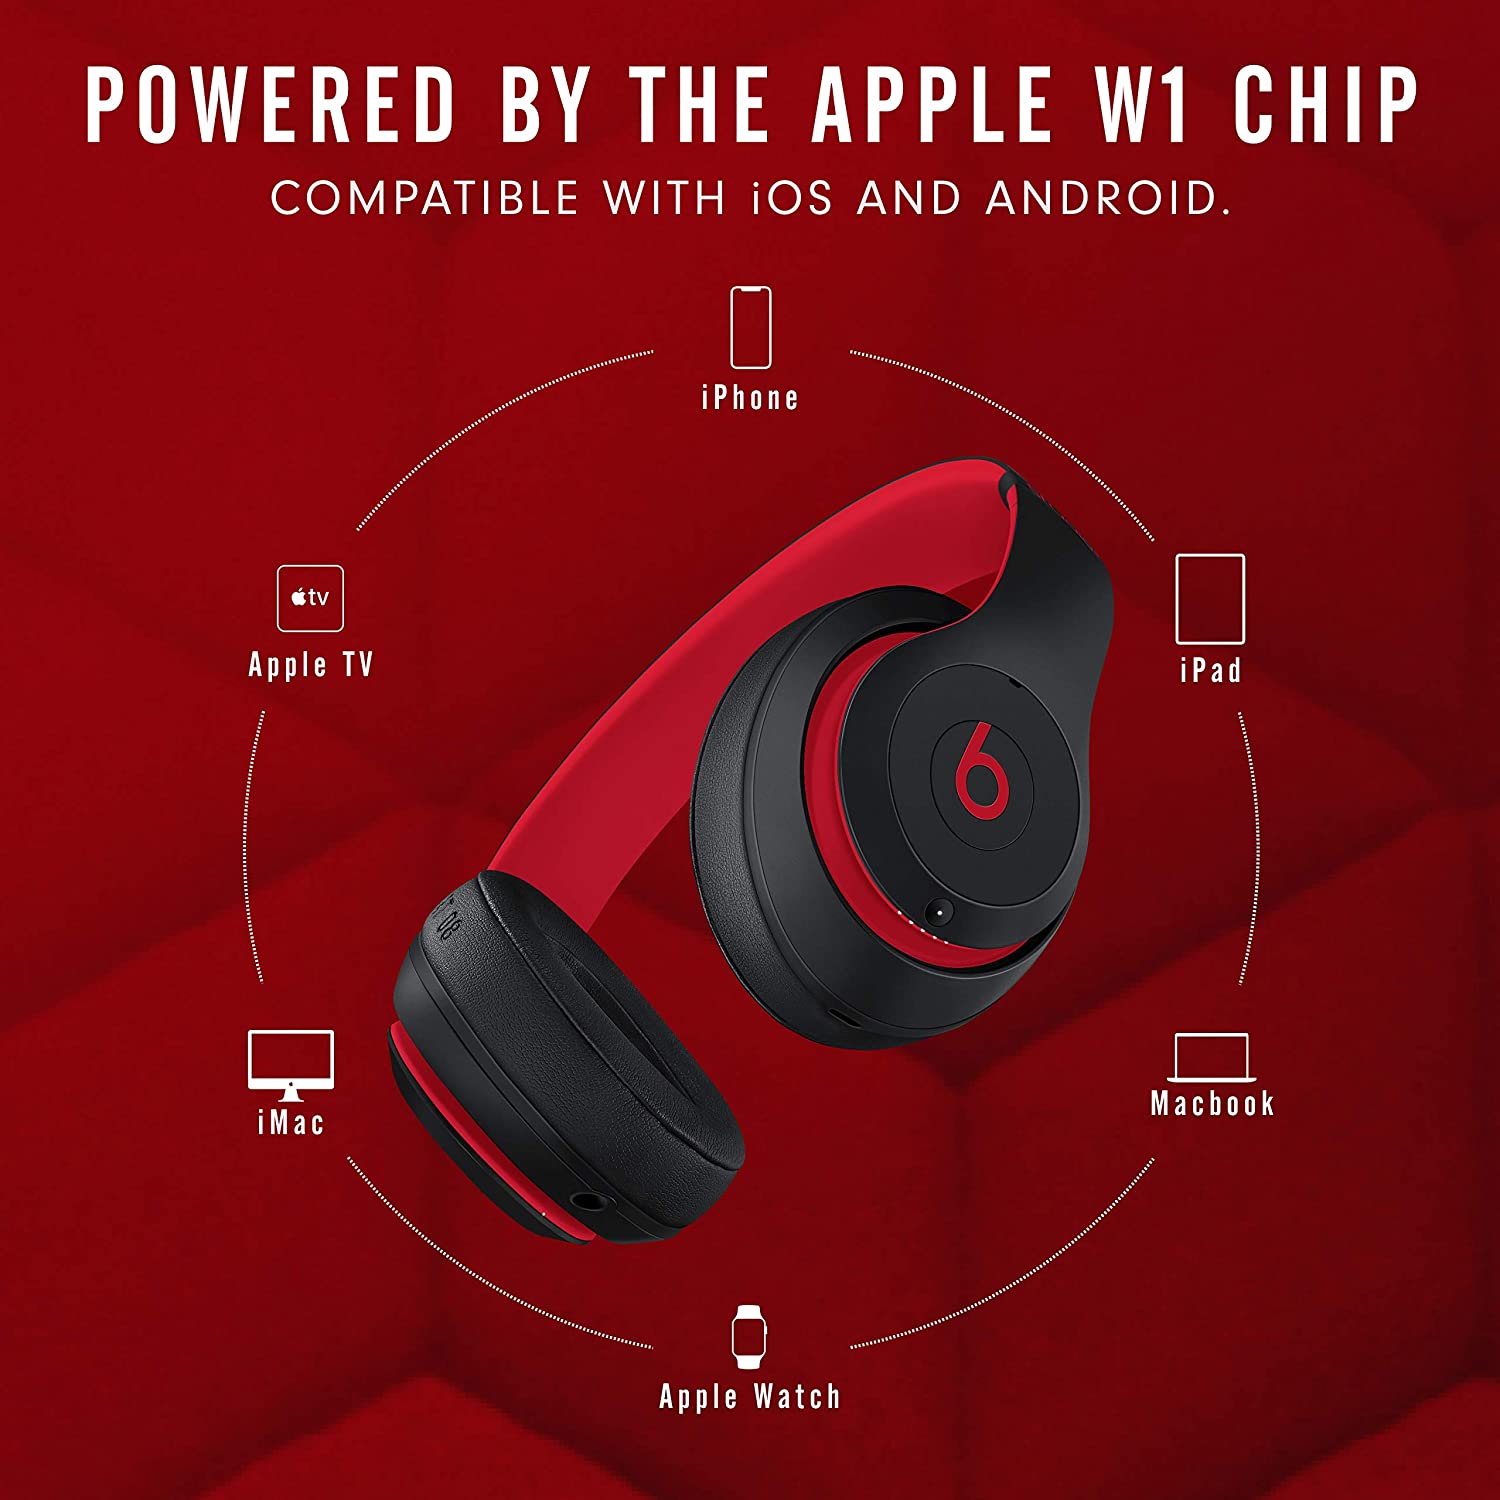 POWERED BY THE APPLE W1 CHIP
COMPATIBLE WITH iOS AND ANDROID.
iPhone
tv
Apple TV
iPad
iMac
Macbook
Apple Watch